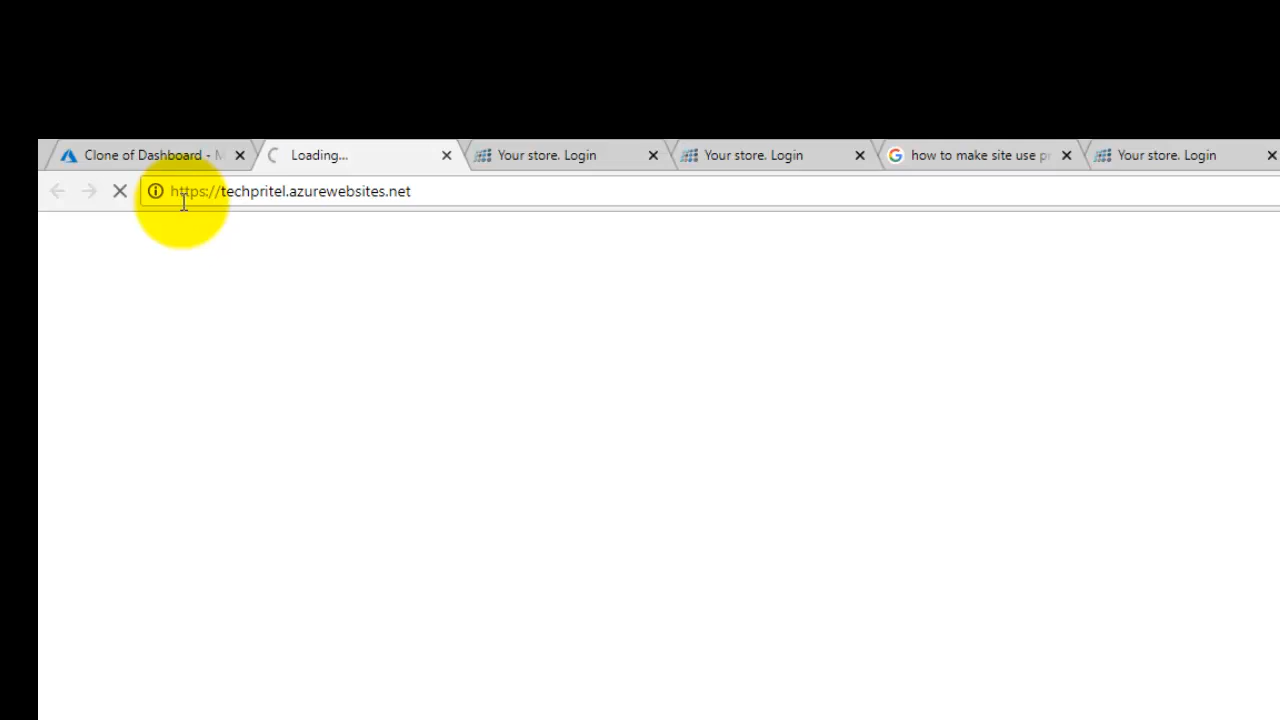 Clone of Dashboard - M
Loading...
Your store. Login
Your store. Login
how to make site use pr
Your store. Login
https://techpritel.azurewebsites.net